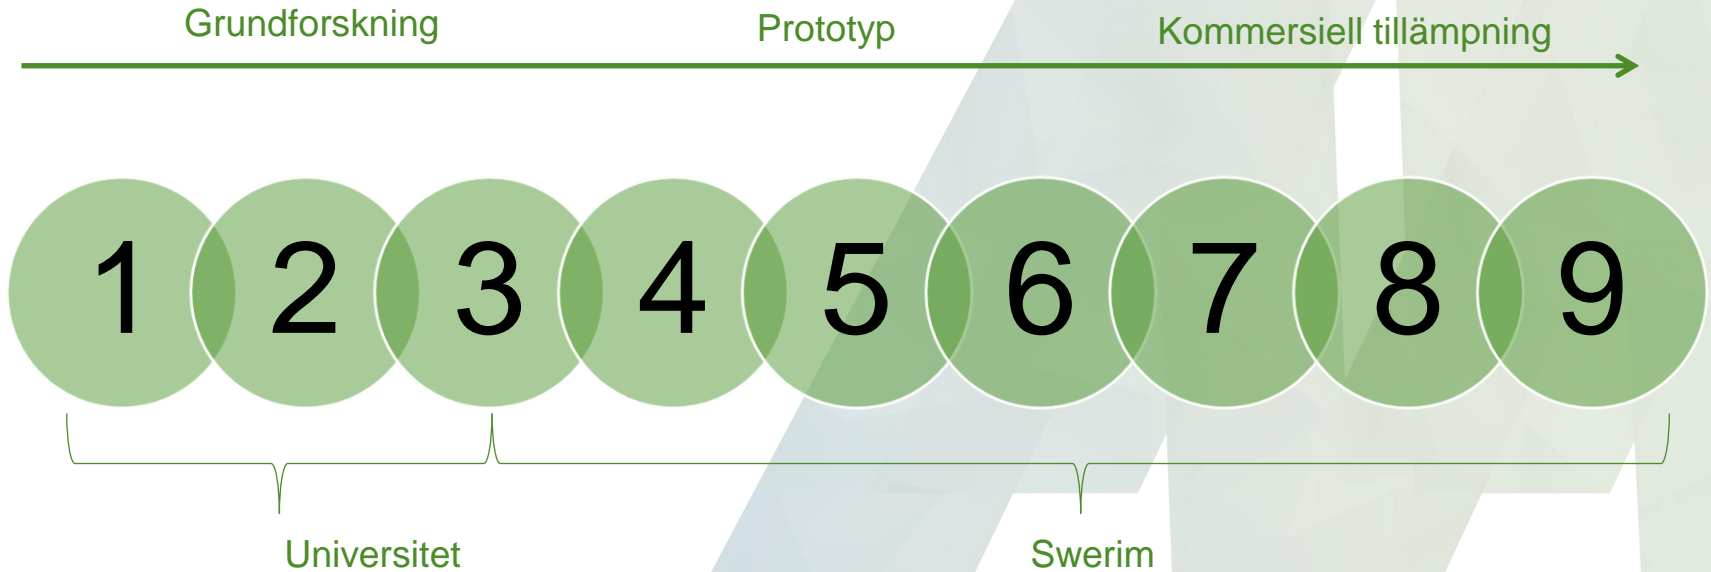 Grundforskning Prototyp Kommersiell tillämpning
1 2 3 4 5 6 7 8 9
Universitet Swerim